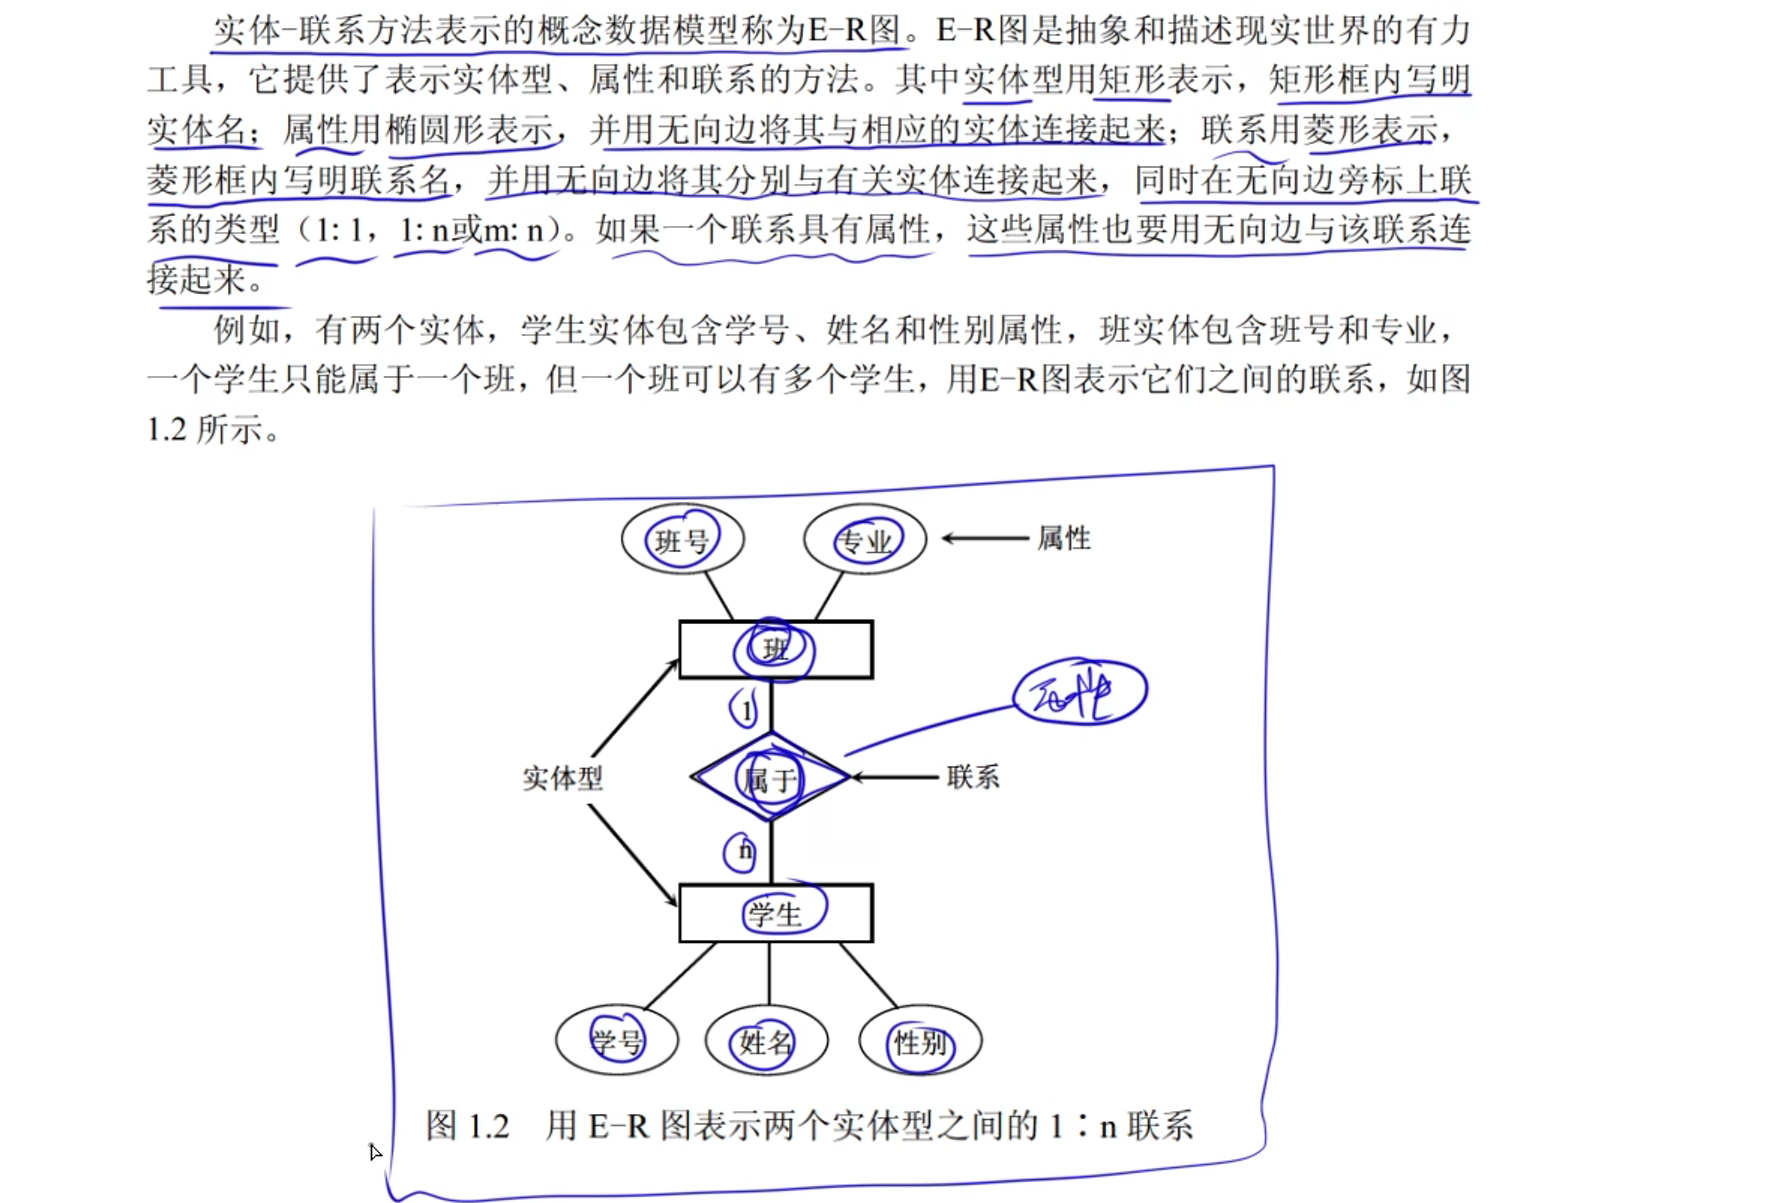 实体-联系方法表示的概念数据模型称为E-R图。E-R图是抽象和描述现实世界的有力
工具，它提供了表示实体型、属性和联系的方法。其中实体型用矩形表示，矩形框内写明
实体名；属性用椭圆形表示，并用无向边将其与相应的实体连接起来；联系用菱形表示，
菱形框内写明联系名，并用无向边将其分别与有关实体连接起来，同时在无向边旁标上联
系的类型（1: 1，1: n或m: n）。如果一个联系具有属性，这些属性也要用无向边与该联系连
接起来。
例如，有两个实体，学生实体包含学号、姓名和性别属性，班实体包含班号和专业，
一个学生只能属于一个班，但一个班可以有多个学生，用E-R图表示它们之间的联系，如图
1.2 所示。
班号
专业
属性
班
1
实体型
属于
联系
n
学生
学号
姓名
性别
图 1.2 用 E-R 图表示两个实体型之间的 1∶n 联系